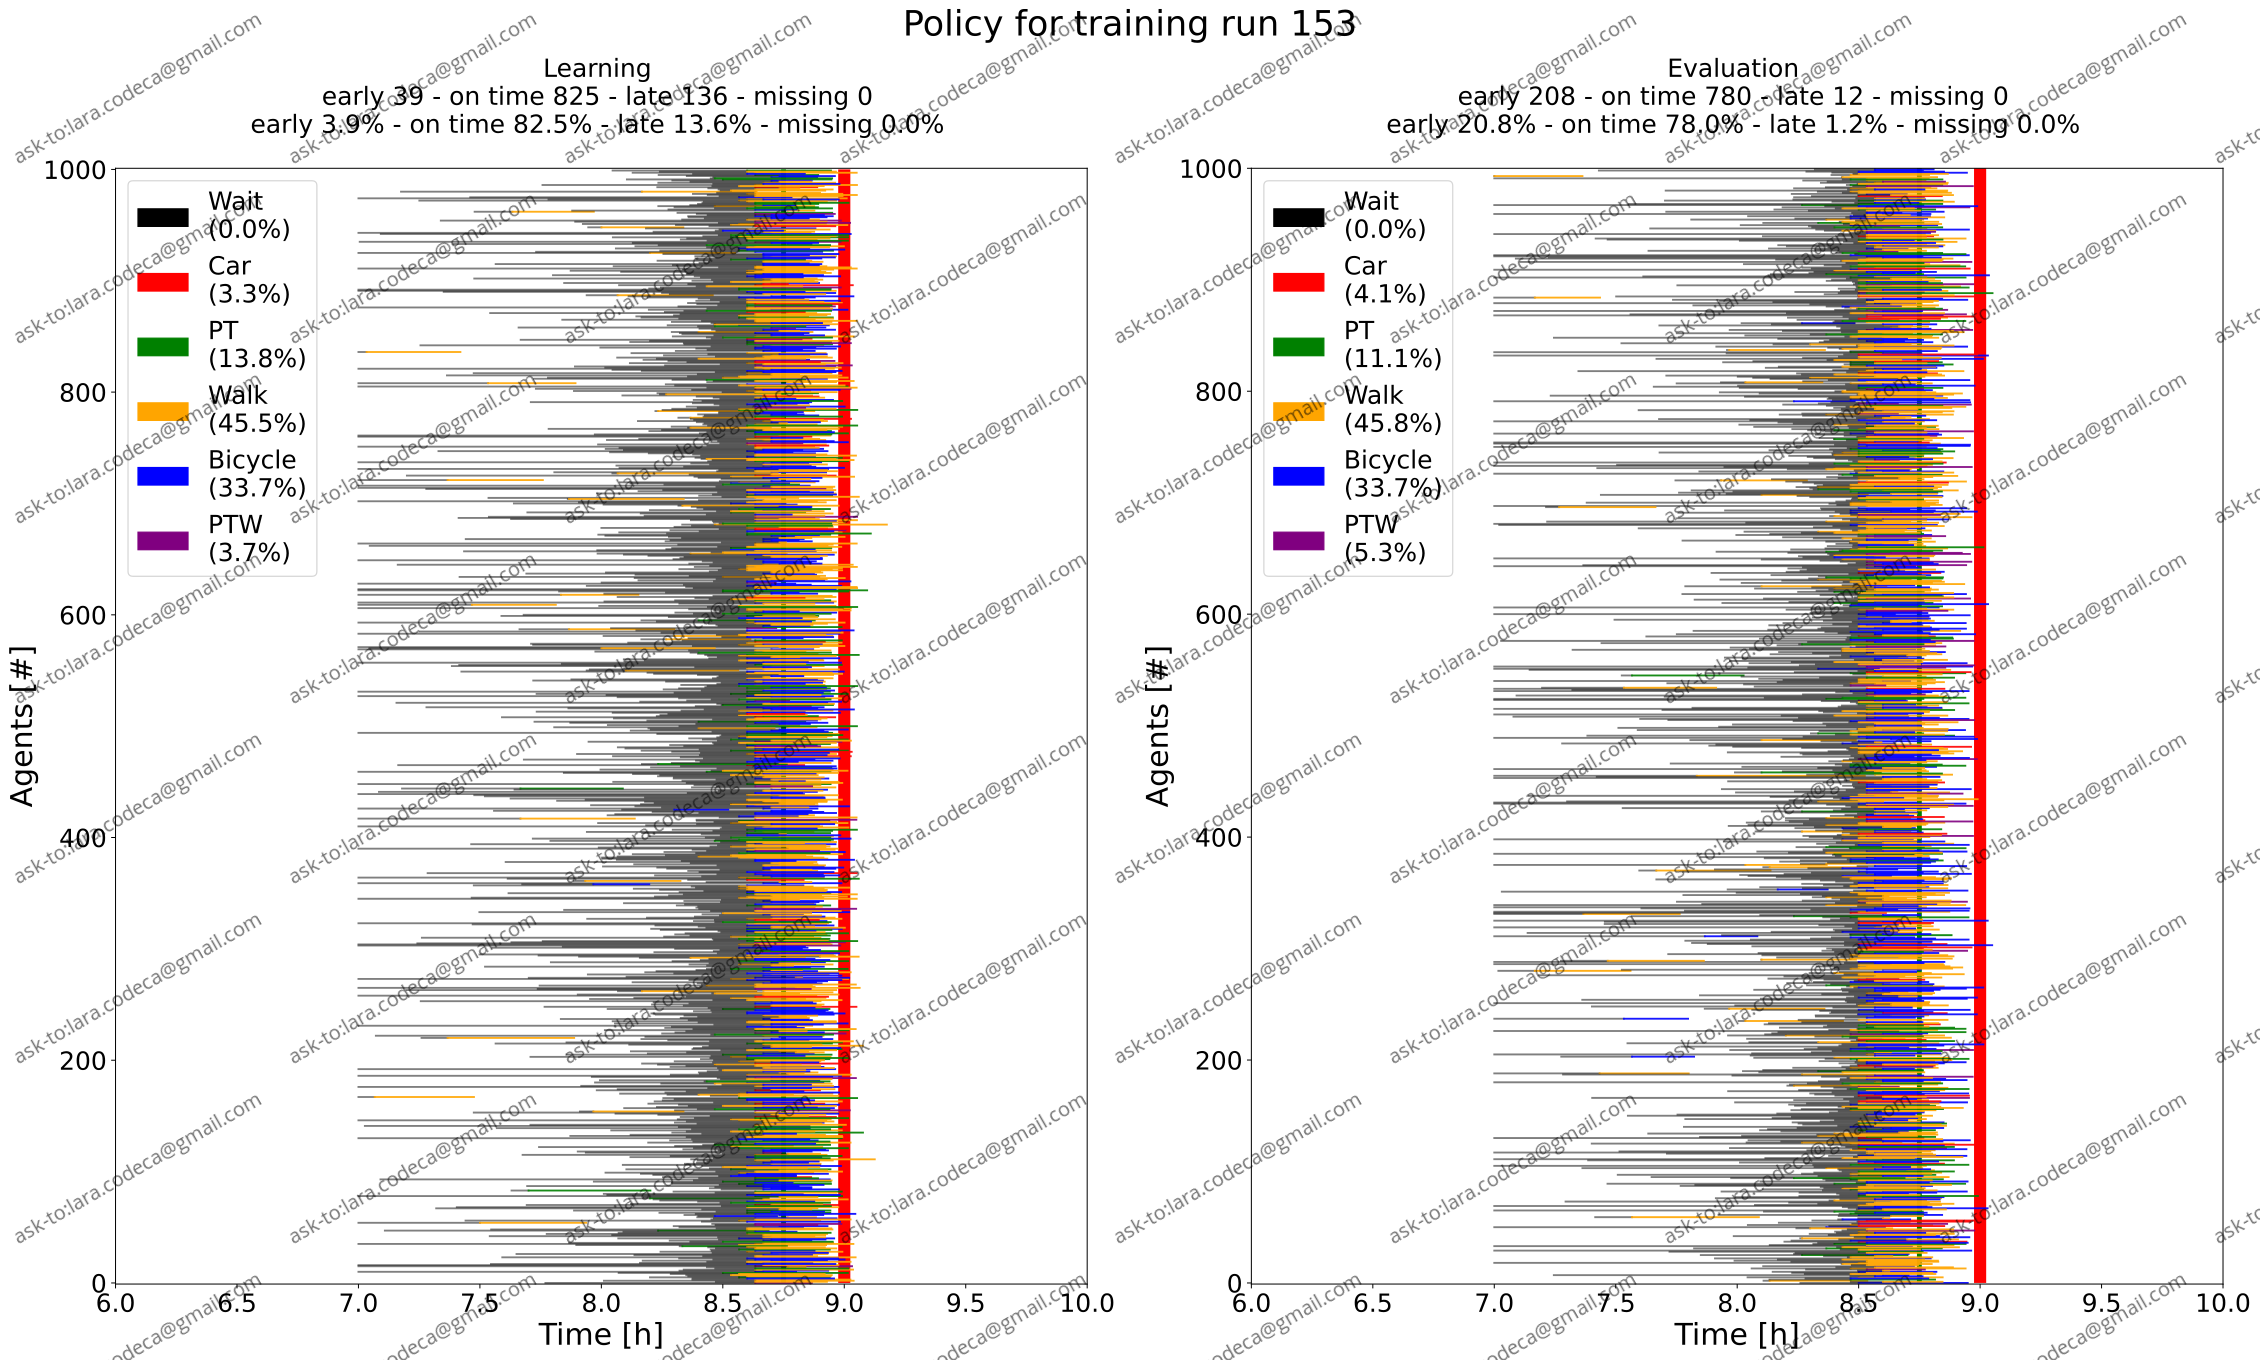 Policy for training run 153
Learning
early 39 - on time 825 - late 136 - missing 0
early 3.9% - on time 82.5% - late 13.6% - missing 0.0%
Wait
(0.0%)
Car
(3.3%)
PT
(13.8%)
Walk
(45.5%)
Bicycle
(33.7%)
PTW
(3.7%)
Agents [#]
1000
800
600
400
200
0
6.0 6.5 7.0 7.5 8.0 8.5 9.0 9.5 10.0
Time [h]
Evaluation
early 208 - on time 780 - late 12 - missing 0
early 20.8% - on time 78.0% - late 1.2% - missing 0.0%
Wait
(0.0%)
Car
(4.1%)
PT
(11.1%)
Walk
(45.8%)
Bicycle
(33.7%)
PTW
(5.3%)
Agents [#]
1000
800
600
400
200
0
6.0 6.5 7.0 7.5 8.0 8.5 9.0 9.5 10.0
Time [h]
ask-to:lara.codeca@gmail.com